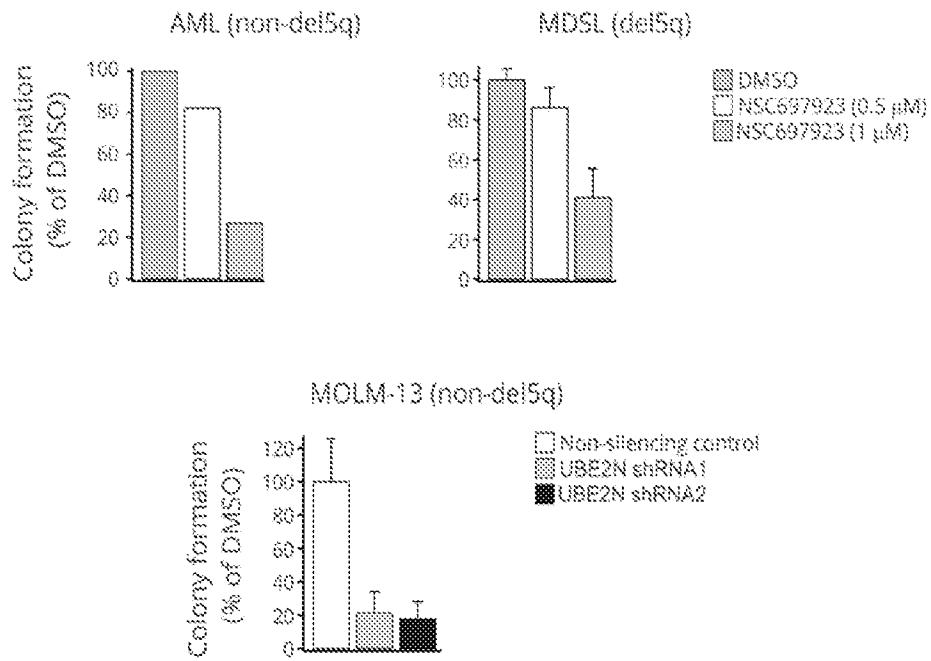 AML (non-del5q)
Colony formation
(% of DMSO)
100
80
60
40
20
0
MDSL (del5q)
100
80
60
40
20
0
DMSO
NSC697923 (0.5 µM)
NSC697923 (1 µM)
MOLM-13 (non-del5q)
Colony formation
(% of DMSO)
120
100
80
60
40
20
0
Non-silencing control
UBE2N shRNA1
UBE2N shRNA2